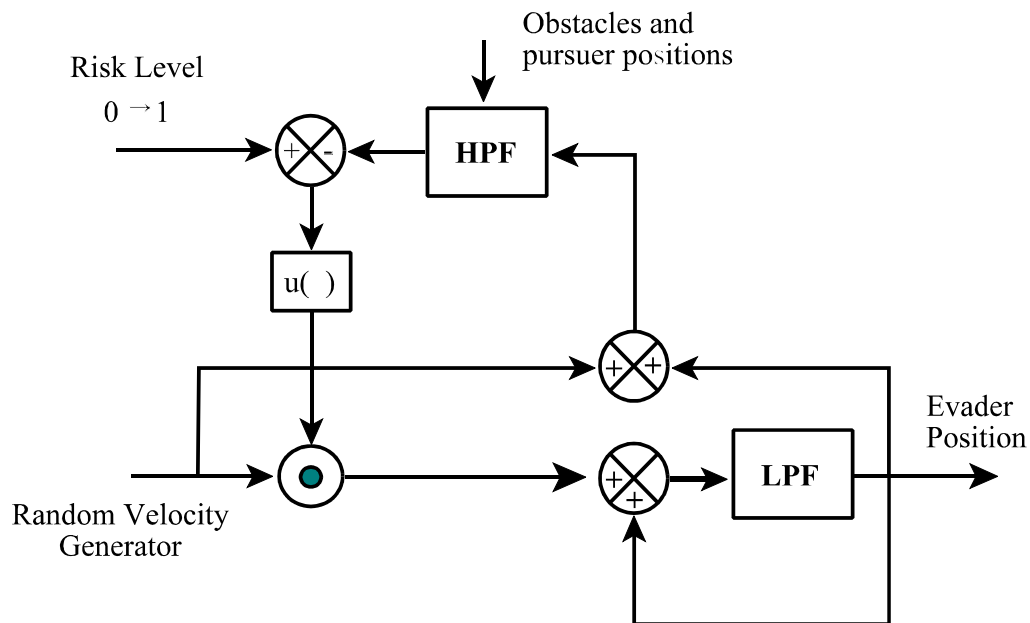 Obstacles and
pursuer positions
Risk Level
0 → 1
HPF
+ -
u( )
+ +
Evader
Position
+
+
LPF
Random Velocity
Generator